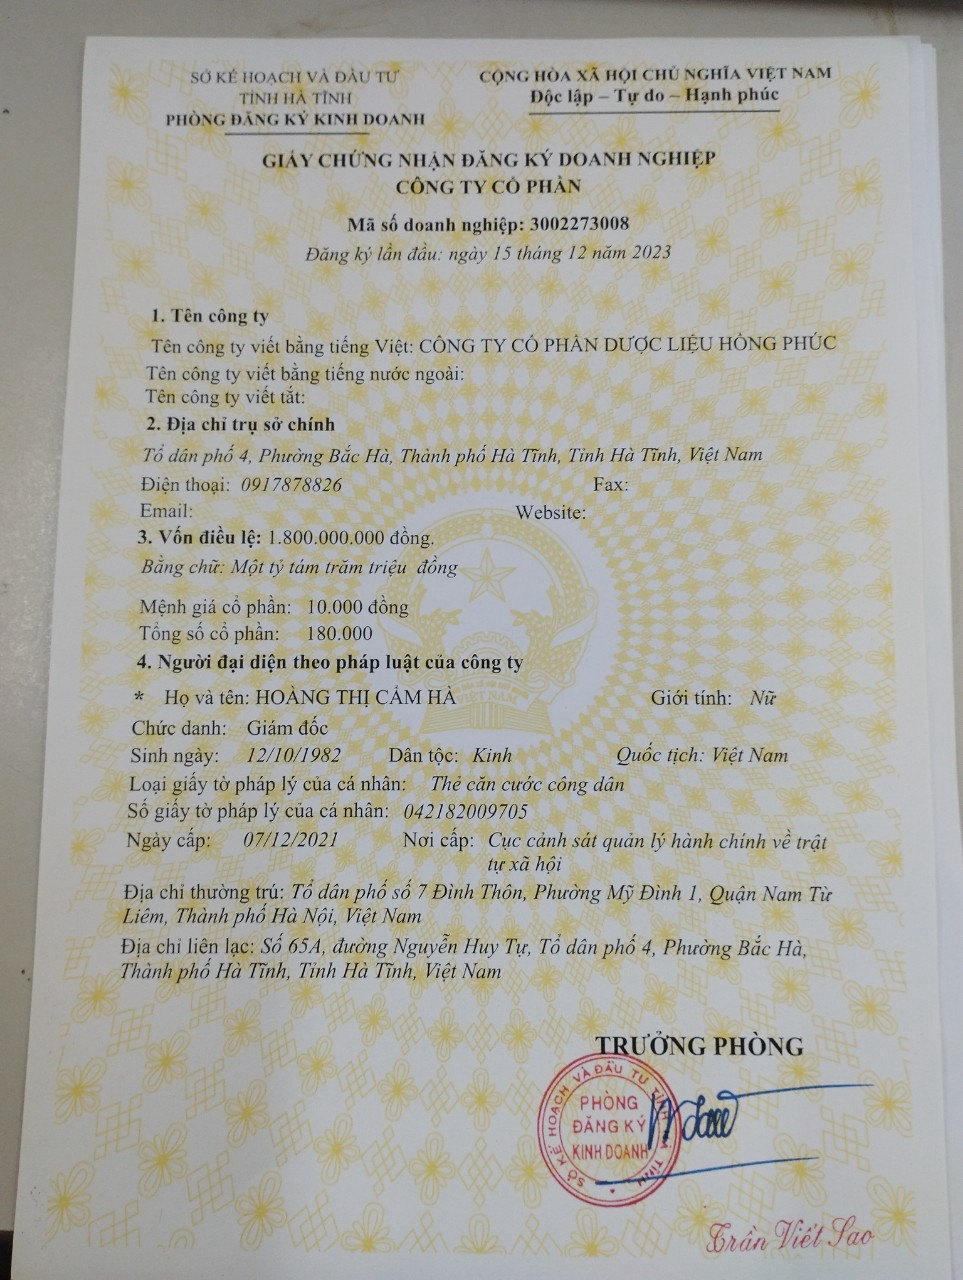 SỞ KẾ HOẠCH VÀ ĐẦU TƯ
TỈNH HÀ TĨNH
PHÒNG ĐĂNG KÝ KINH DOANH
CỘNG HÒA XÃ HỘI CHỦ NGHĨA VIỆT NAM
Độc lập – Tự do – Hạnh phúc
GIẤY CHỨNG NHẬN ĐĂNG KÝ DOANH NGHIỆP
CÔNG TY CỔ PHẦN
Mã số doanh nghiệp: 3002273008
Đăng ký lần đầu: ngày 15 tháng 12 năm 2023
1. Tên công ty
Tên công ty viết bằng tiếng Việt: CÔNG TY CỔ PHẦN DƯỢC LIỆU HỒNG PHÚC
Tên công ty viết bằng tiếng nước ngoài:
Tên công ty viết tắt:
2. Địa chỉ trụ sở chính
Tổ dân phố 4, Phường Bắc Hà, Thành phố Hà Tĩnh, Tỉnh Hà Tĩnh, Việt Nam
Điện thoại: 0917878826 Fax:
Email: Website:
3. Vốn điều lệ: 1.800.000.000 đồng.
Bằng chữ: Một tỷ tám trăm triệu đồng
Mệnh giá cổ phần: 10.000 đồng
Tổng số cổ phần: 180.000
4. Người đại diện theo pháp luật của công ty
* Họ và tên: HOÀNG THỊ CẨM HÀ Giới tính: Nữ
Chức danh: Giám đốc
Sinh ngày: 12/10/1982 Dân tộc: Kinh Quốc tịch: Việt Nam
Loại giấy tờ pháp lý của cá nhân: Thẻ căn cước công dân
Số giấy tờ pháp lý của cá nhân: 042182009705
Ngày cấp: 07/12/2021 Nơi cấp: Cục cảnh sát quản lý hành chính về trật
tự xã hội
Địa chỉ thường trú: Tổ dân phố số 7 Đình Thôn, Phường Mỹ Đình 1, Quận Nam Từ
Liêm, Thành phố Hà Nội, Việt Nam
Địa chỉ liên lạc: Số 65A, đường Nguyễn Huy Tự, Tổ dân phố 4, Phường Bắc Hà,
Thành phố Hà Tĩnh, Tỉnh Hà Tĩnh, Việt Nam
TRƯỞNG PHÒNG
SỞ KẾ HOẠCH VÀ ĐẦU TƯ TỈNH HÀ TĨNH
PHÒNG
ĐĂNG KÝ
KINH DOANH
Trần Viết Sao